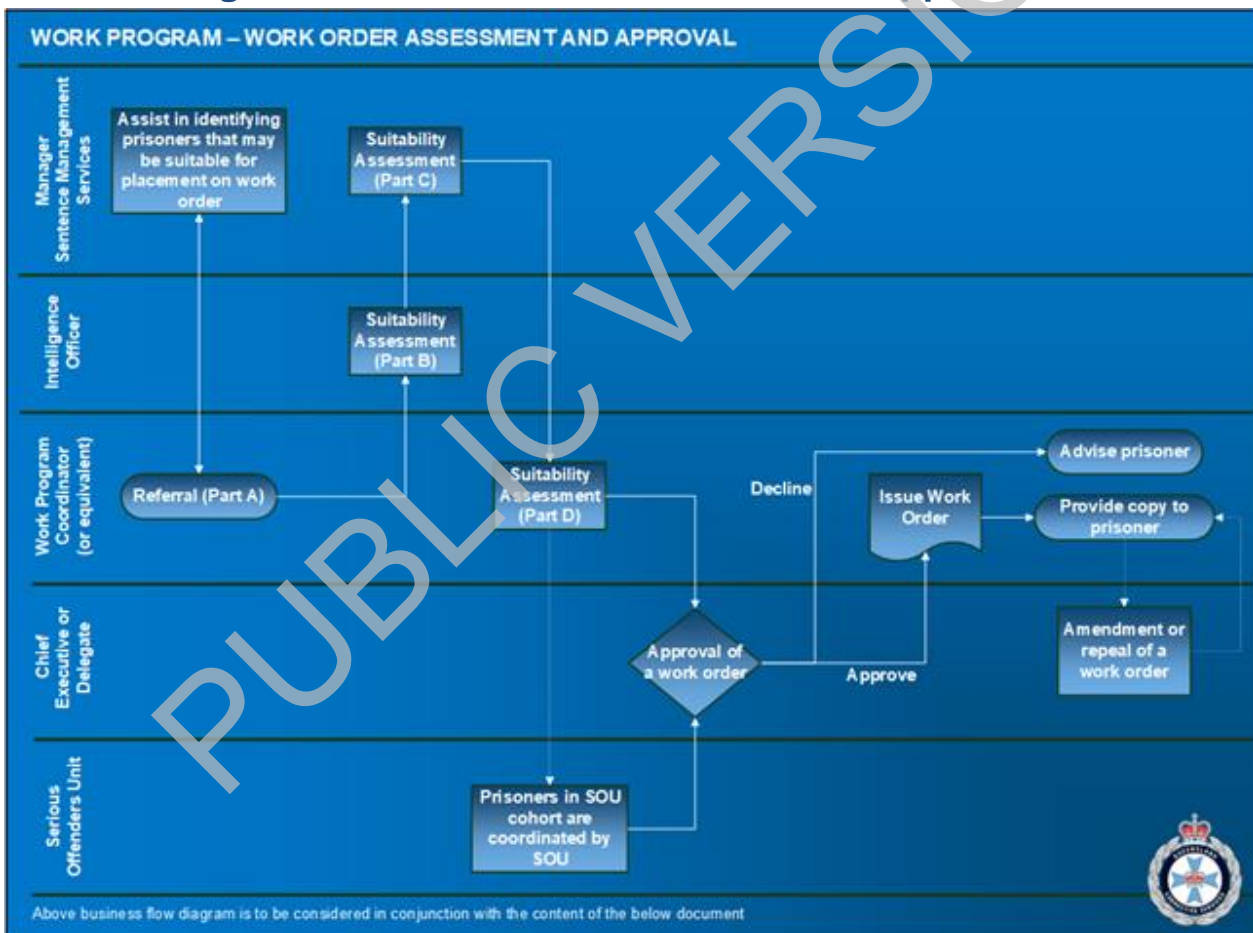 WORK PROGRAM – WORK ORDER ASSESSMENT AND APPROVAL
Manager
Sentence Management
Services
Assist in identifying
prisoners that may
be suitable for
placement on work
order
Suitability
Assessment
(Part C)
Intelligence
Officer
Suitability
Assessment
(Part B)
Work Program
Coordinator
(or equivalent)
Referral (Part A)
Suitability
Assessment
(Part D)
Decline
Issue Work
Order
Advise prisoner
Provide copy to
prisoner
Chief
Executive or
Delegate
Approval of
a work order
Approve
Amendment or
repeal of a
work order
Serious
Offenders Unit
Prisoners in SOU
cohort are
coordinated by
SOU
Above business flow diagram is to be considered in conjunction with the content of the below document
QUEENSLAND
CORRECTIVE SERVICES
PUBLIC VERSIO